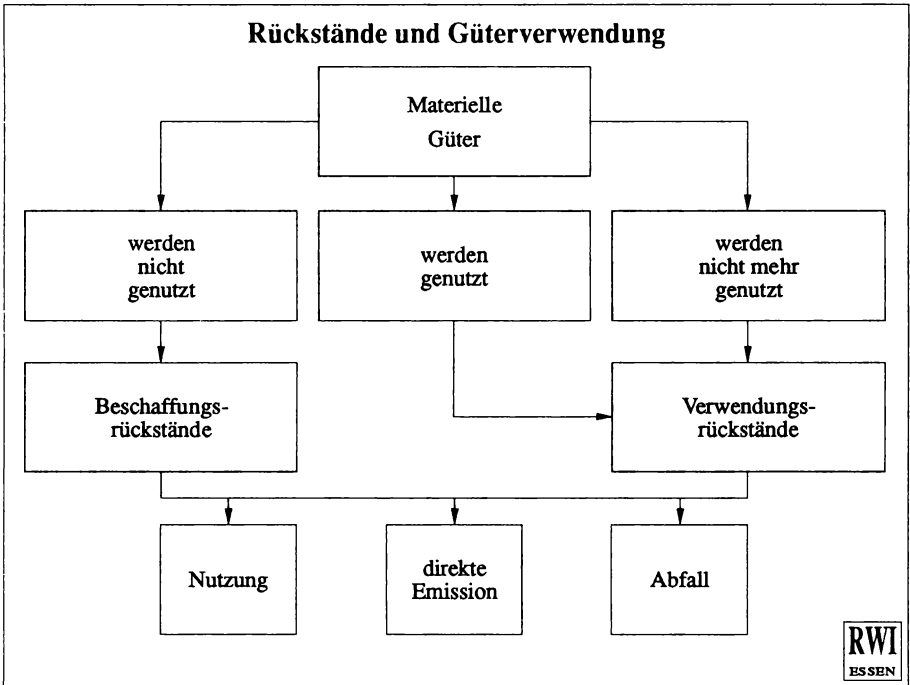 Rückstände und Güterverwendung
Materielle
Güter
werden
nicht
genutzt
werden
genutzt
werden
nicht mehr
genutzt
Beschaffungs-
rückstände
Verwendungs-
rückstände
Nutzung
direkte
Emission
Abfall
RWI
ESSEN